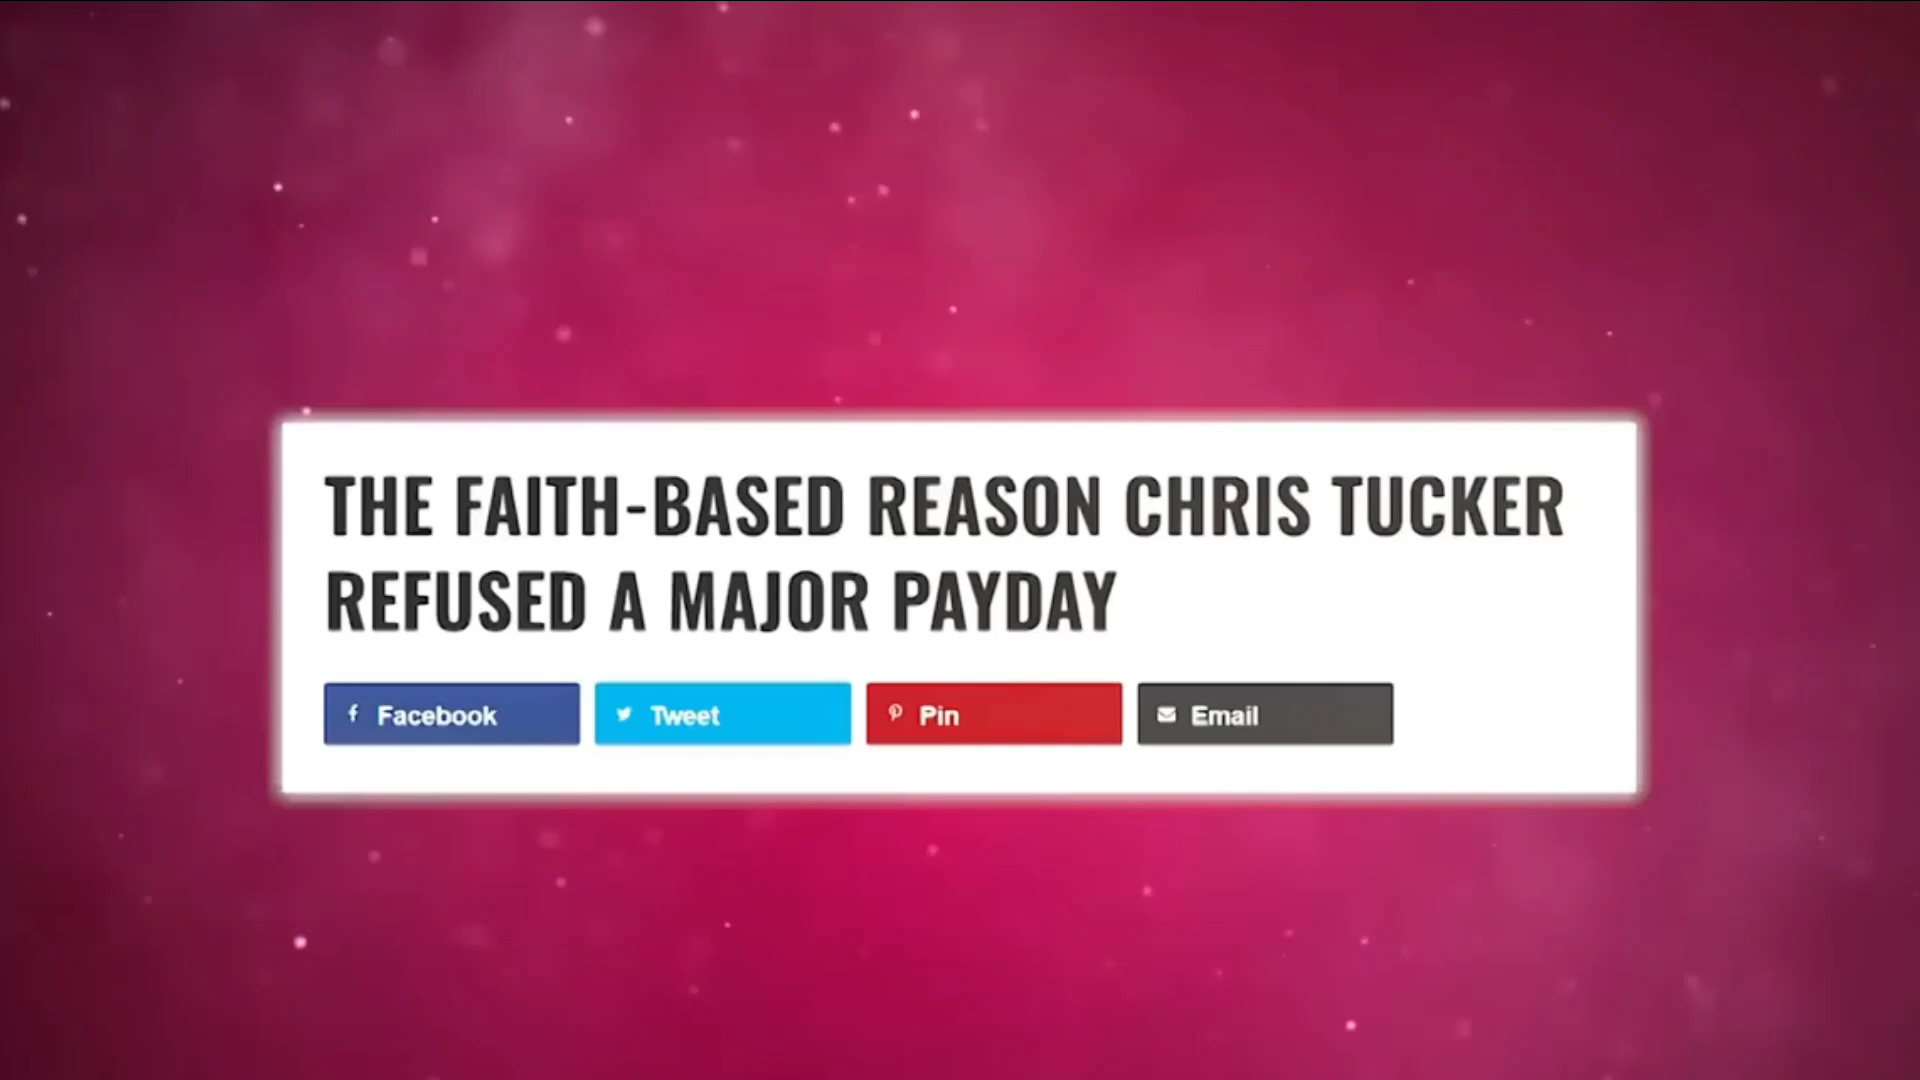 THE FAITH-BASED REASON CHRIS TUCKER
REFUSED A MAJOR PAYDAY
Facebook Tweet Pin Email